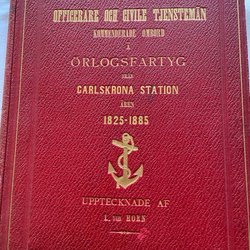 OFFICERARE OCH CIVILE TJENSTEMÄN
KOMMENDERADE OMBORD
Å
ÖRLOGSFARTYG
FRÅN
CARLSKRONA STATION
ÅREN
1825-1885
UPPTECKNADE AF
L. von HORN